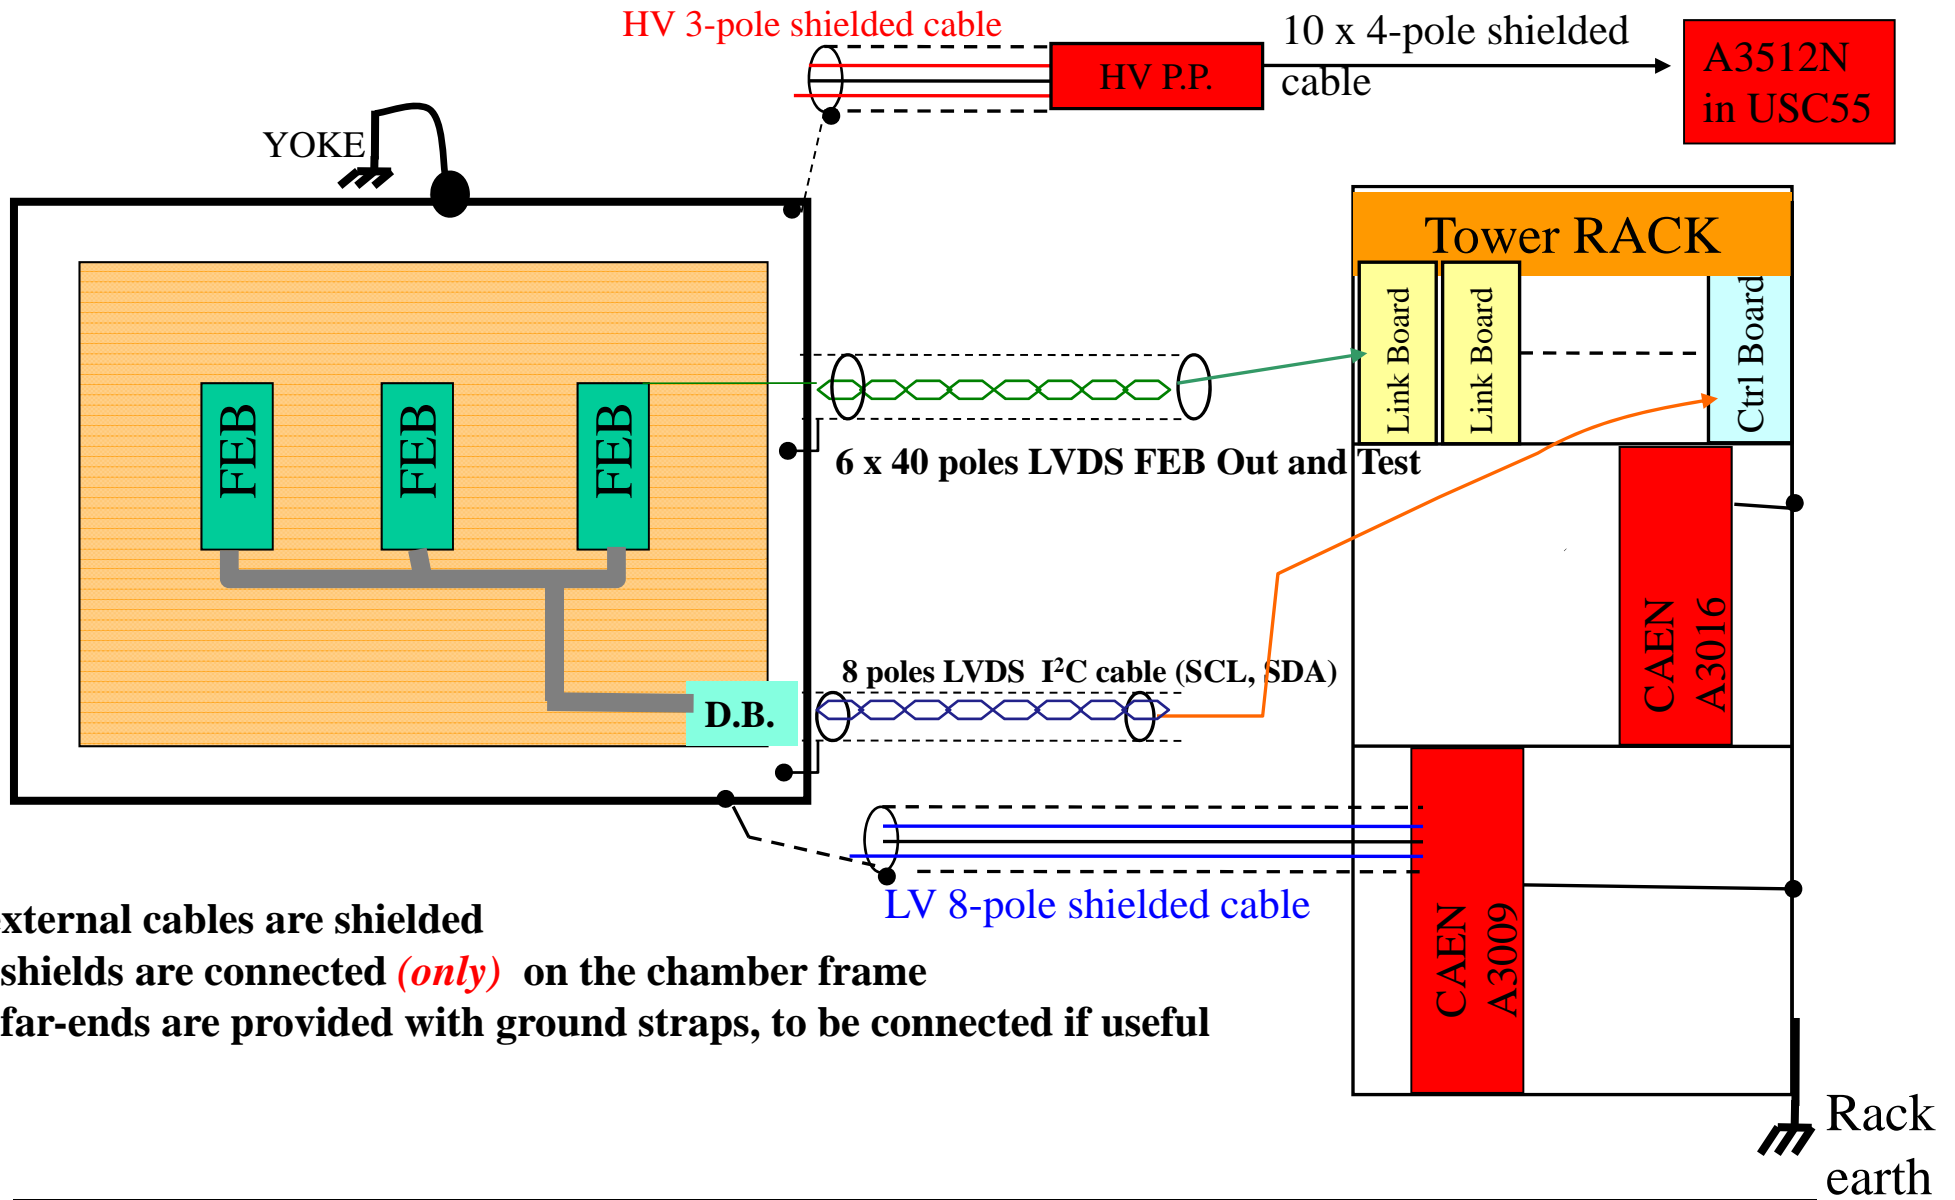 HV 3-pole shielded cable
10 x 4-pole shielded
cable
HV P.P.
A3512N
in USC55
YOKE
Tower RACK
Link Board
Link Board
Ctrl Board
FEB
FEB
FEB
6 x 40 poles LVDS FEB Out and Test
CAEN
A3016
8 poles LVDS I²C cable (SCL, SDA)
D.B.
LV 8-pole shielded cable
CAEN
A3009
external cables are shielded
shields are connected (only) on the chamber frame
far-ends are provided with ground straps, to be connected if useful
Rack
earth